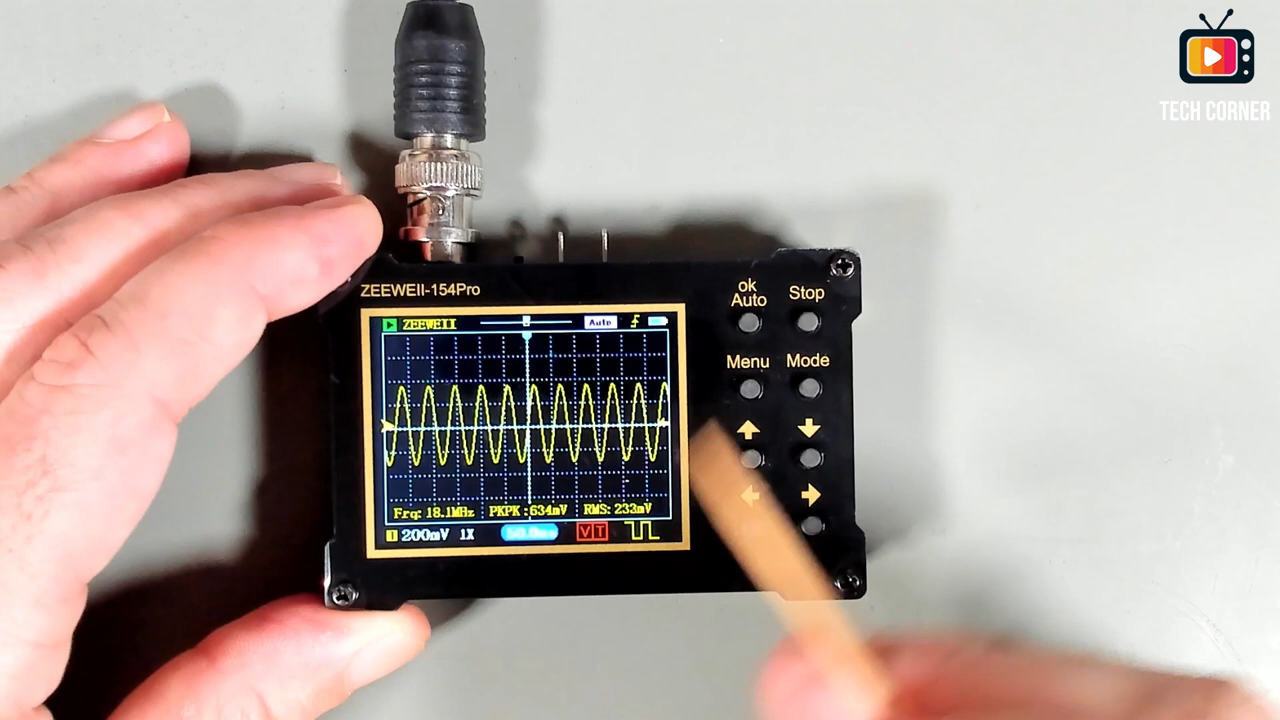 TECH CORNER
ZEEWEII-154Pro
ok
Auto
Stop
ZEEWEII
Auto
Menu
Mode
Frq: 18.1MHz PKPK:634mV RMS: 233mV
1 200mV 1X
V T